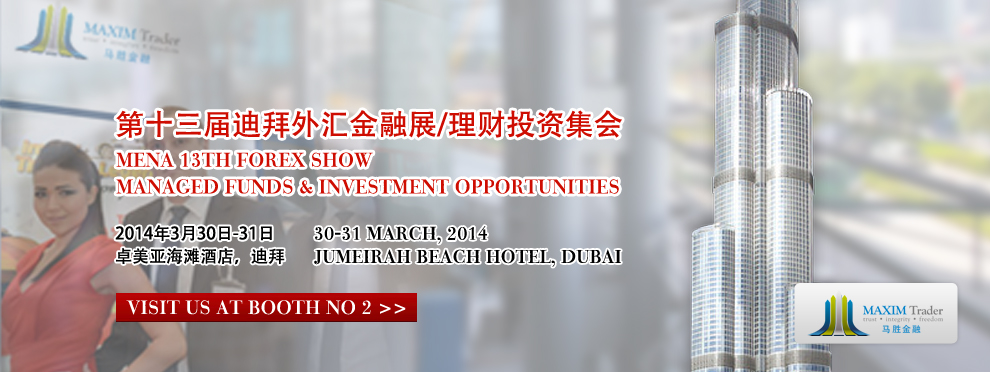 MAXIM Trader
trust • integrity • freedom
马胜金融
第十三届迪拜外汇金融展/理财投资集会
MENA 13TH FOREX SHOW
MANAGED FUNDS & INVESTMENT OPPORTUNITIES
2014年3月30日-31日
30-31 MARCH, 2014
卓美亚海滩酒店，迪拜
JUMEIRAH BEACH HOTEL, DUBAI
VISIT US AT BOOTH NO 2 >>
MAXIM Trader
trust • integrity • freedom
马胜金融